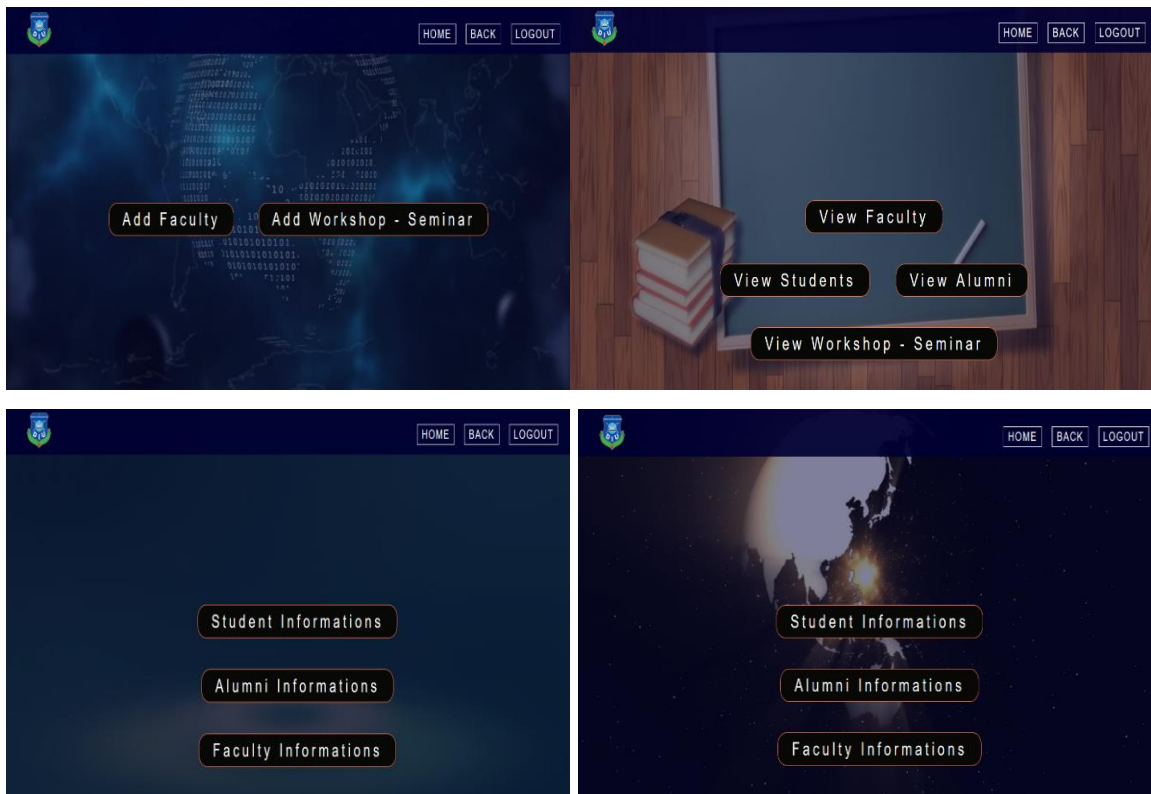 HOME BACK LOGOUT
Add Faculty Add Workshop - Seminar
HOME BACK LOGOUT
View Faculty
View Students View Alumni
View Workshop - Seminar
HOME BACK LOGOUT
Student Informations
Alumni Informations
Faculty Informations
HOME BACK LOGOUT
Student Informations
Alumni Informations
Faculty Informations